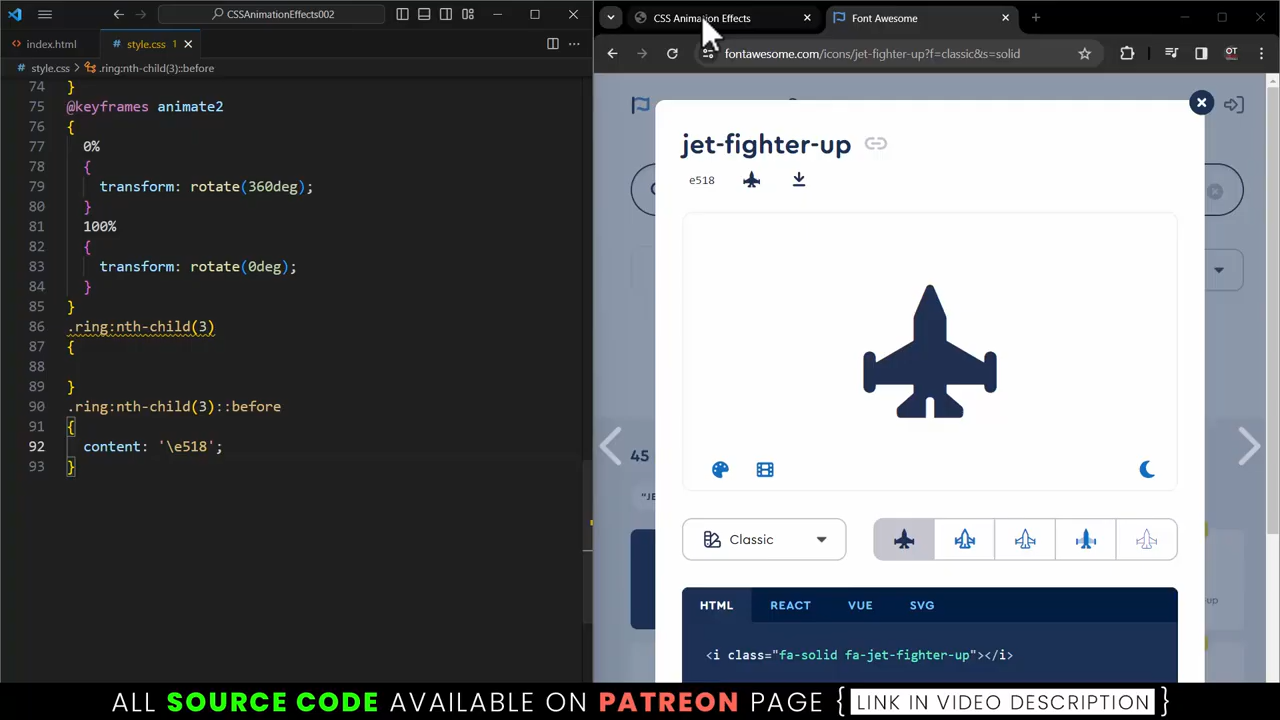 CSSAnimationEffects002
index.html
style.css 1
style.css > .ring:nth-child(3)::before
74 }
75 @keyframes animate2
76 {
77 0%
78 {
79 transform: rotate(360deg);
80 }
81 100%
82 {
83 transform: rotate(0deg);
84 }
85 }
86 .ring:nth-child(3)
87 {
88
89 }
90 .ring:nth-child(3)::before
91 {
92 content: '\e518';
93 }
CSS Animation Effects
Font Awesome
fontawesome.com/icons/jet-fighter-up?f=classic&s=solid
OT
jet-fighter-up
e518
45
"JE
Classic
up
HTML REACT VUE SVG
<i class="fa-solid fa-jet-fighter-up"></i>
ALL SOURCE CODE AVAILABLE ON PATREON PAGE { LINK IN VIDEO DESCRIPTION }